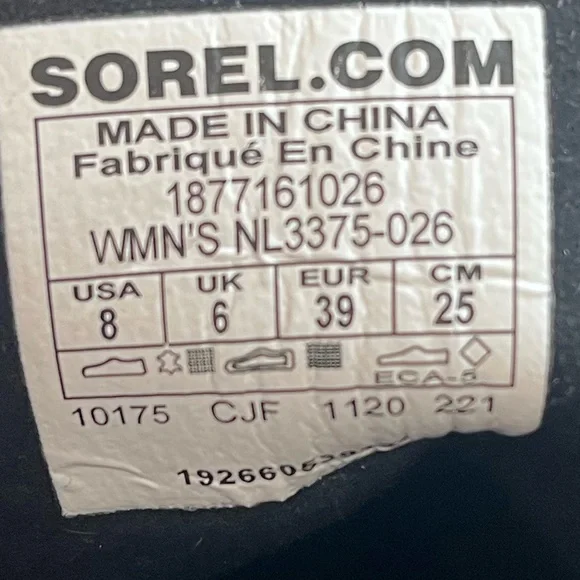 SOREL.COM
MADE IN CHINA
Fabriqué En Chine
1877161026
WMN'S NL3375-026
USA UK EUR CM
8 6 39 25
ECA-5
10175 CJF 1120 221